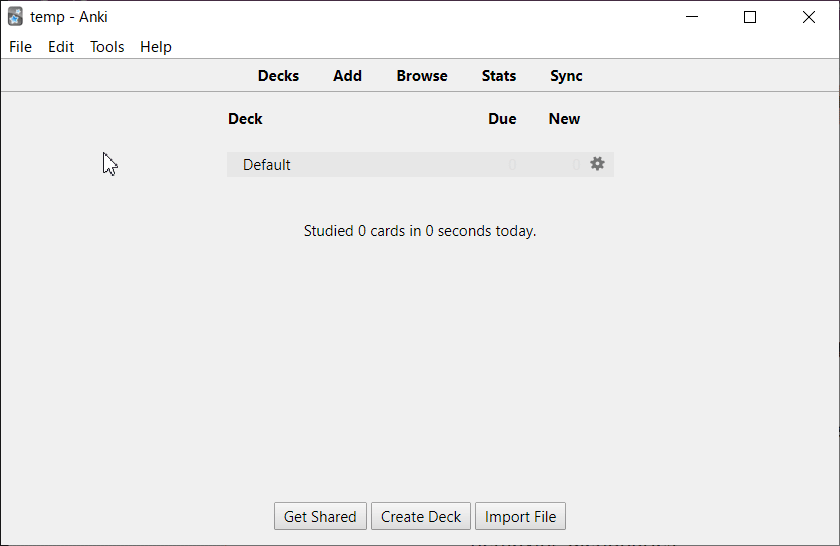 temp - Anki
File Edit Tools Help
Decks Add Browse Stats Sync
Deck Due New
Default 0 0
Studied 0 cards in 0 seconds today.
Get Shared Create Deck Import File